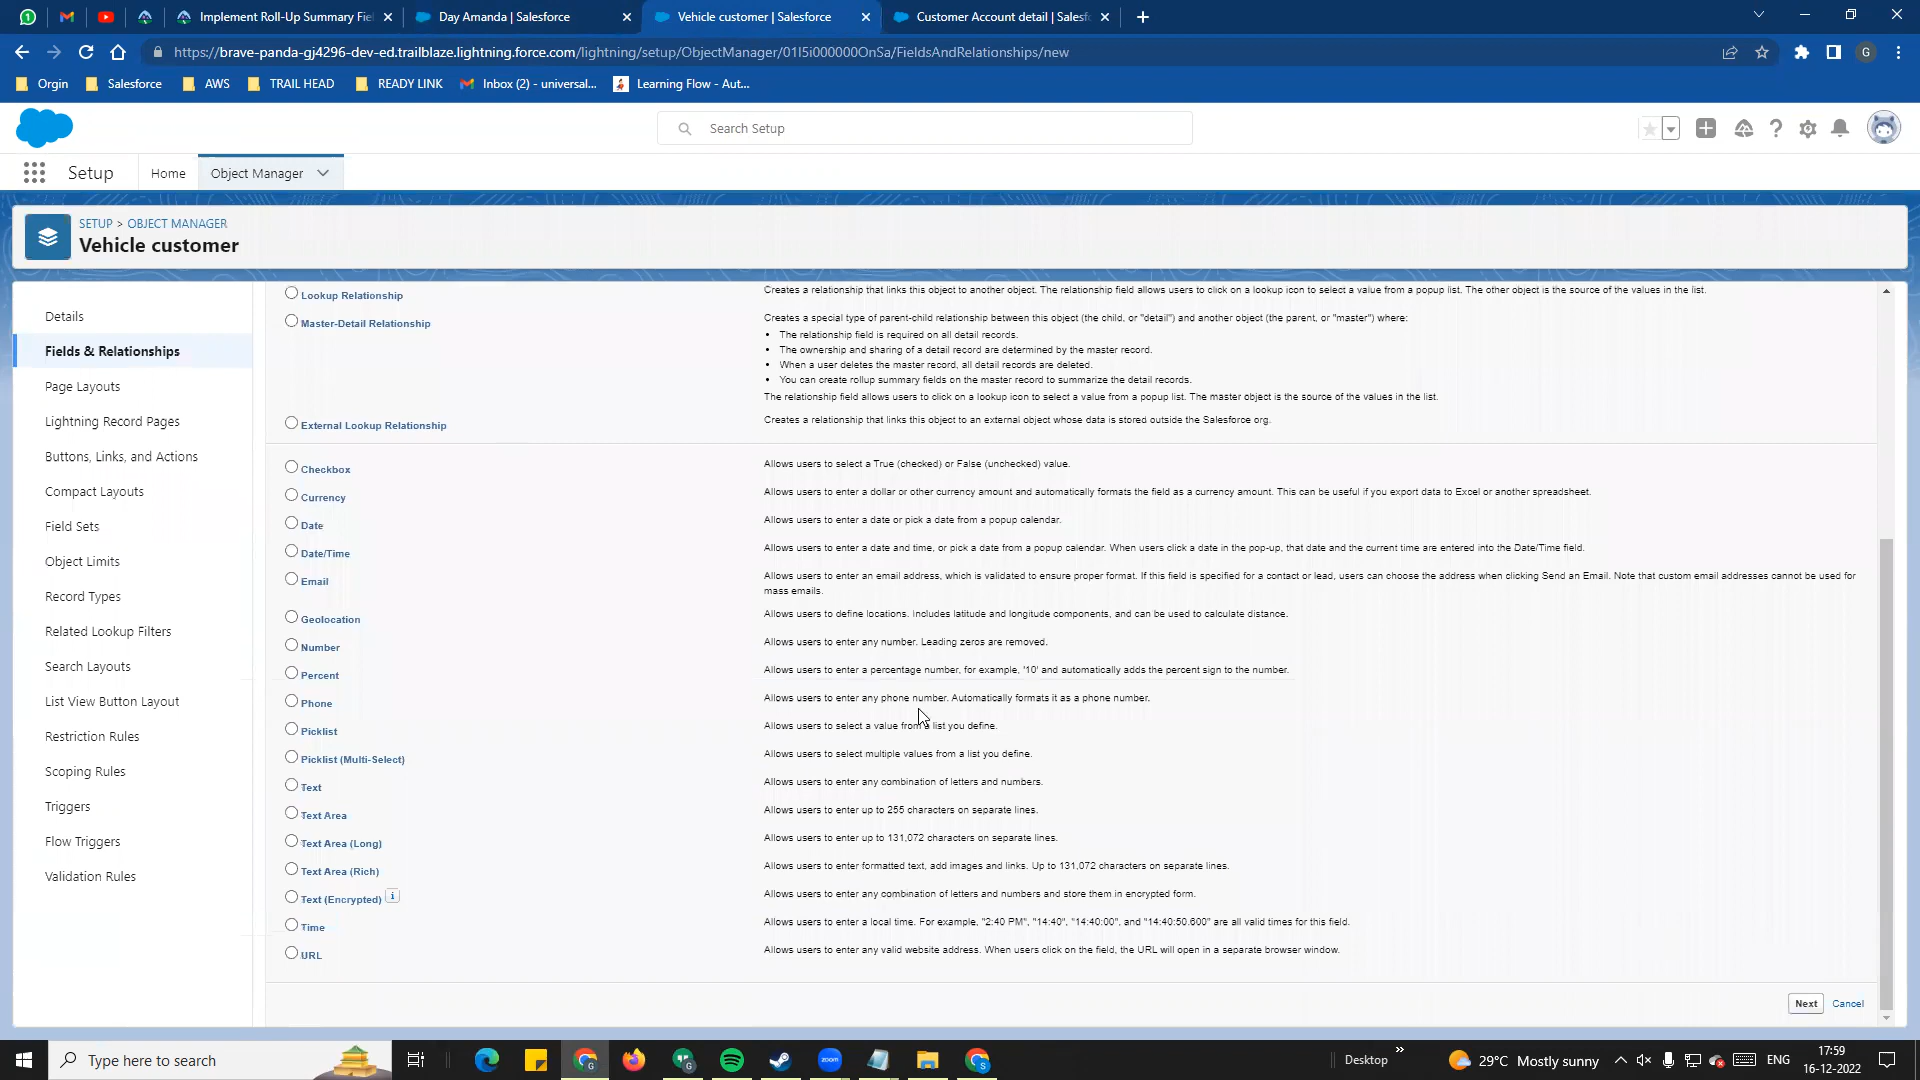 Implement Roll-Up Summary Fie
Day Amanda | Salesforce
Vehicle customer | Salesforce
Customer Account detail | Salesf
https://brave-panda-gj4296-dev-ed.trailblaze.lightning.force.com/lightning/setup/ObjectManager/01I5i000000OnSa/FieldsAndRelationships/new
G
Orgin
Salesforce
AWS
TRAIL HEAD
READY LINK
Inbox (2) - universal...
Learning Flow - Aut...
Search Setup
Setup
Home
Object Manager
SETUP > OBJECT MANAGER
Vehicle customer
Details
Fields & Relationships
Page Layouts
Lightning Record Pages
Buttons, Links, and Actions
Compact Layouts
Field Sets
Object Limits
Record Types
Related Lookup Filters
Search Layouts
List View Button Layout
Restriction Rules
Scoping Rules
Triggers
Flow Triggers
Validation Rules
Lookup Relationship
Creates a relationship that links this object to another object. The relationship field allows users to click on a lookup icon to select a value from a popup list. The other object is the source of the values in the list.
Master-Detail Relationship
Creates a special type of parent-child relationship between this object (the child, or "detail") and another object (the parent, or "master") where:
• The relationship field is required on all detail records.
• The ownership and sharing of a detail record are determined by the master record.
• When a user deletes the master record, all detail records are deleted.
• You can create rollup summary fields on the master record to summarize the detail records.
The relationship field allows users to click on a lookup icon to select a value from a popup list. The master object is the source of the values in the list.
External Lookup Relationship
Creates a relationship that links this object to an external object whose data is stored outside the Salesforce org.
Checkbox
Allows users to select a True (checked) or False (unchecked) value.
Currency
Allows users to enter a dollar or other currency amount and automatically formats the field as a currency amount. This can be useful if you export data to Excel or another spreadsheet.
Date
Allows users to enter a date or pick a date from a popup calendar.
Date/Time
Allows users to enter a date and time, or pick a date from a popup calendar. When users click a date in the pop-up, that date and the current time are entered into the Date/Time field.
Email
Allows users to enter an email address, which is validated to ensure proper format. If this field is specified for a contact or lead, users can choose the address when clicking Send an Email. Note that custom email addresses cannot be used for
mass emails.
Geolocation
Allows users to define locations. Includes latitude and longitude components, and can be used to calculate distance.
Number
Allows users to enter any number. Leading zeros are removed.
Percent
Allows users to enter a percentage number, for example, '10' and automatically adds the percent sign to the number.
Phone
Allows users to enter any phone number. Automatically formats it as a phone number.
Picklist
Allows users to select a value from a list you define.
Picklist (Multi-Select)
Allows users to select multiple values from a list you define.
Text
Allows users to enter any combination of letters and numbers.
Text Area
Allows users to enter up to 255 characters on separate lines.
Text Area (Long)
Allows users to enter up to 131,072 characters on separate lines.
Text Area (Rich)
Allows users to enter formatted text, add images and links. Up to 131,072 characters on separate lines.
Text (Encrypted) i
Allows users to enter any combination of letters and numbers and store them in encrypted form.
Time
Allows users to enter a local time. For example, "2:40 PM", "14:40", "14:40:00", and "14:40:50.600" are all valid times for this field.
URL
Allows users to enter any valid website address. When users click on the field, the URL will open in a separate browser window.
Next
Cancel
Type here to search
zoom
Desktop
29°C Mostly sunny
ENG
17:59
16-12-2022